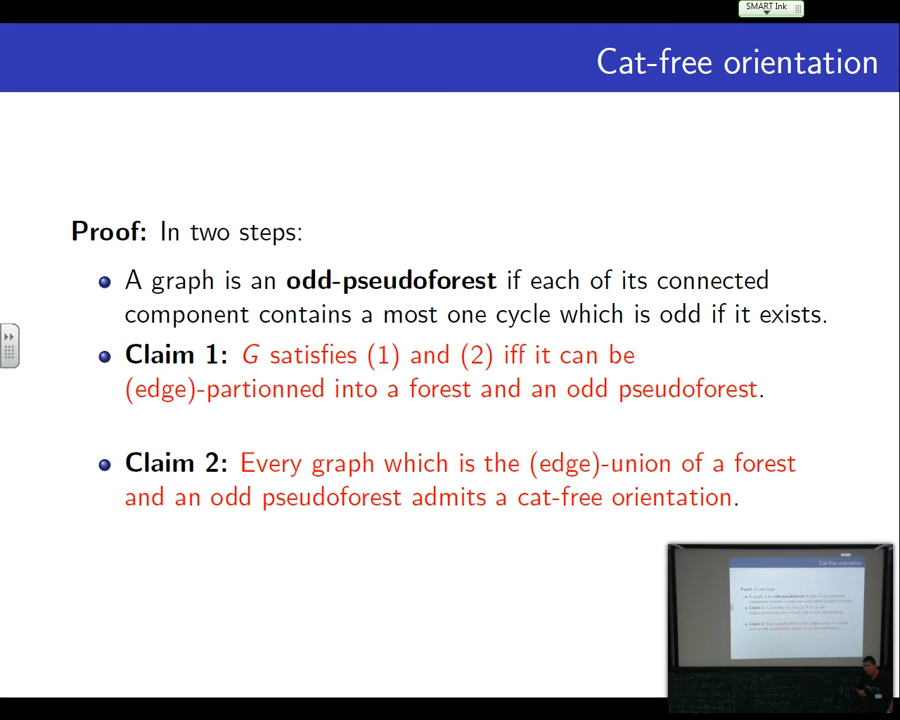 SMART Ink
Cat-free orientation
Proof: In two steps:
A graph is an odd-pseudoforest if each of its connected
component contains a most one cycle which is odd if it exists.
Claim 1: G satisfies (1) and (2) iff it can be
(edge)-partionned into a forest and an odd pseudoforest.
Claim 2: Every graph which is the (edge)-union of a forest
and an odd pseudoforest admits a cat-free orientation.
Cat-free orientation